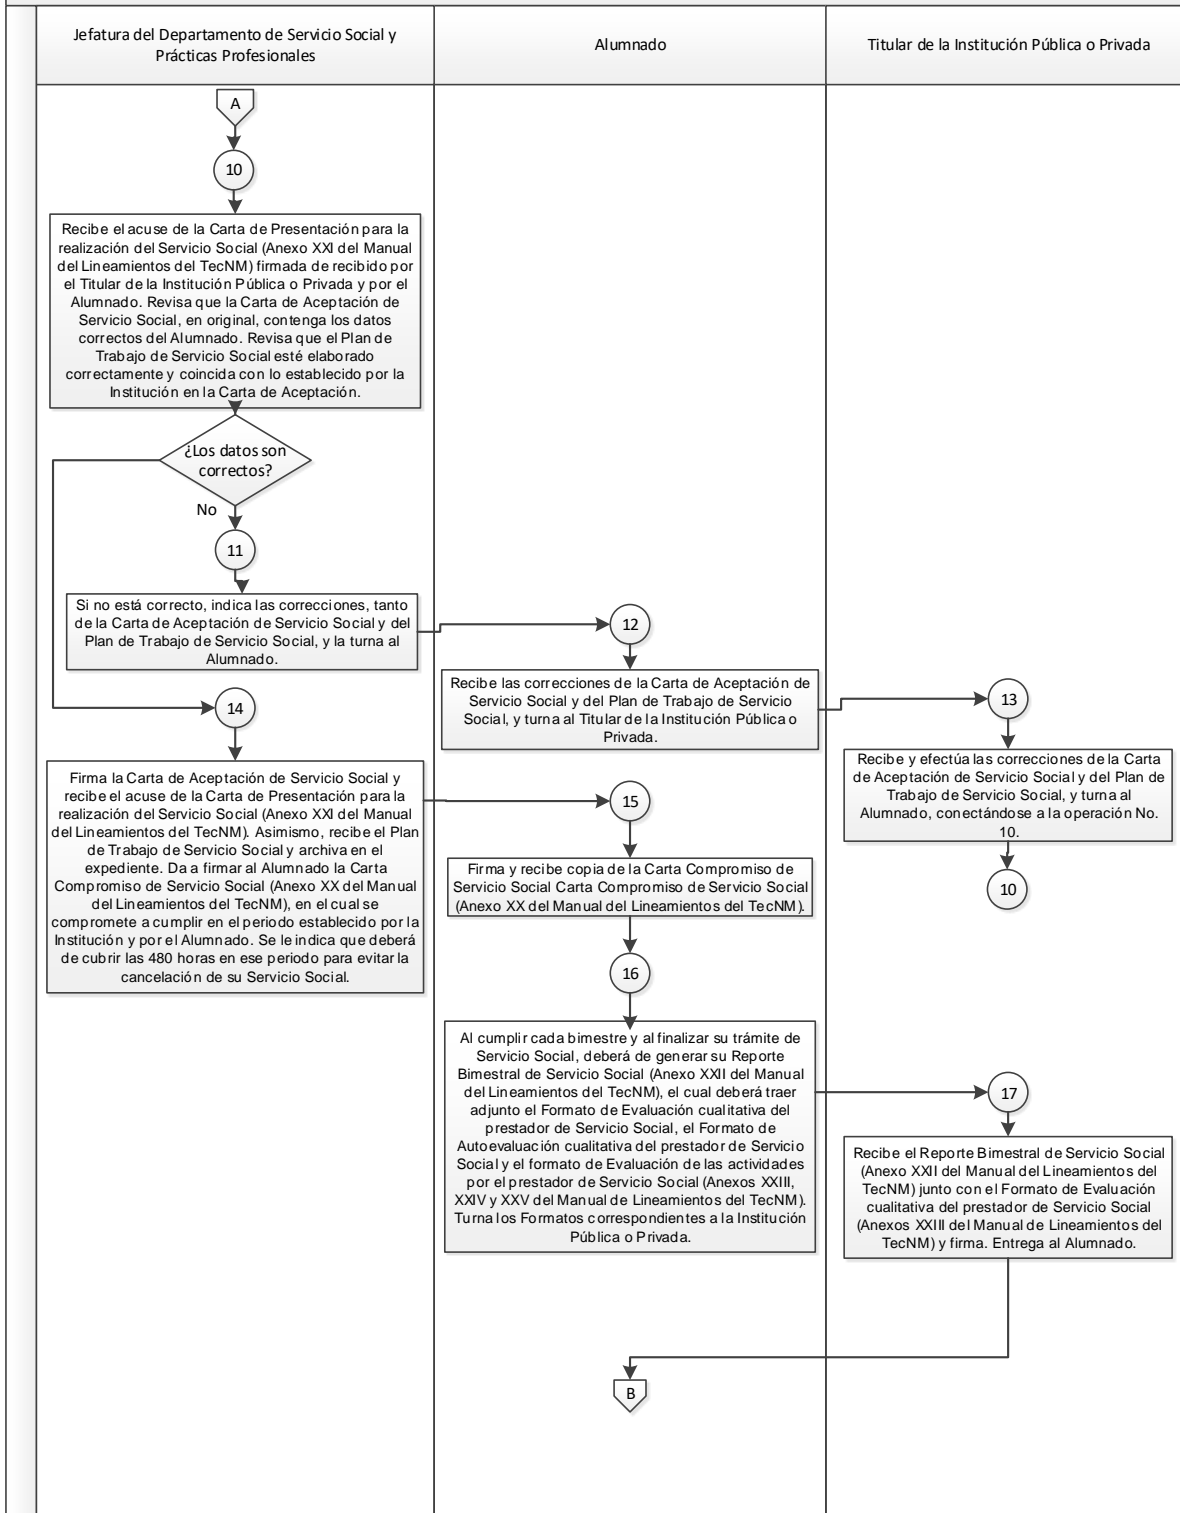 Jefatura del Departamento de Servicio Social y
Prácticas Profesionales
Alumnado
Titular de la Institución Pública o Privada
A
10
Recibe el acuse de la Carta de Presentación para la
realización del Servicio Social (Anexo XXI del Manual
del Lineamientos del TecNM) firmada de recibido por
el Titular de la Institución Pública o Privada y por el
Alumnado. Revisa que la Carta de Aceptación de
Servicio Social, en original, contenga los datos
correctos del Alumnado. Revisa que el Plan de
Trabajo de Servicio Social esté elaborado
correctamente y coincida con lo establecido por la
Institución en la Carta de Aceptación.
¿Los datos son
correctos?
No
11
Si no está correcto, indica las correcciones, tanto
de la Carta de Aceptación de Servicio Social y del
Plan de Trabajo de Servicio Social, y la turna al
Alumnado.
12
Recibe las correcciones de la Carta de Aceptación de
Servicio Social y del Plan de Trabajo de Servicio
Social, y turna al Titular de la Institución Pública o
Privada.
13
Recibe y efectúa las correcciones de la Carta
de Aceptación de Servicio Social y del Plan de
Trabajo de Servicio Social, y turna al
Alumnado, conectándose a la operación No.
10.
10
14
Firma la Carta de Aceptación de Servicio Social y
recibe el acuse de la Carta de Presentación para la
realización del Servicio Social (Anexo XXI del Manual
del Lineamientos del TecNM). Asimismo, recibe el Plan
de Trabajo de Servicio Social y archiva en el
expediente. Da a firmar al Alumnado la Carta
Compromiso de Servicio Social (Anexo XX del Manual
del Lineamientos del TecNM), en el cual se
compromete a cumplir en el periodo establecido por la
Institución y por el Alumnado. Se le indica que deberá
de cubrir las 480 horas en ese periodo para evitar la
cancelación de su Servicio Social.
15
Firma y recibe copia de la Carta Compromiso de
Servicio Social Carta Compromiso de Servicio Social
(Anexo XX del Manual del Lineamientos del TecNM).
16
Al cumplir cada bimestre y al finalizar su trámite de
Servicio Social, deberá de generar su Reporte
Bimestral de Servicio Social (Anexo XXII del Manual
del Lineamientos del TecNM), el cual deberá traer
adjunto el Formato de Evaluación cualitativa del
prestador de Servicio Social, el Formato de
Autoevaluación cualitativa del prestador de Servicio
Social y el formato de Evaluación de las actividades
por el prestador de Servicio Social (Anexos XXIII,
XXIV y XXV del Manual de Lineamientos del TecNM).
Turna los Formatos correspondientes a la Institución
Pública o Privada.
17
Recibe el Reporte Bimestral de Servicio Social
(Anexo XXII del Manual del Lineamientos del
TecNM) junto con el Formato de Evaluación
cualitativa del prestador de Servicio Social
(Anexos XXIII del Manual de Lineamientos del
TecNM) y firma. Entrega al Alumnado.
B